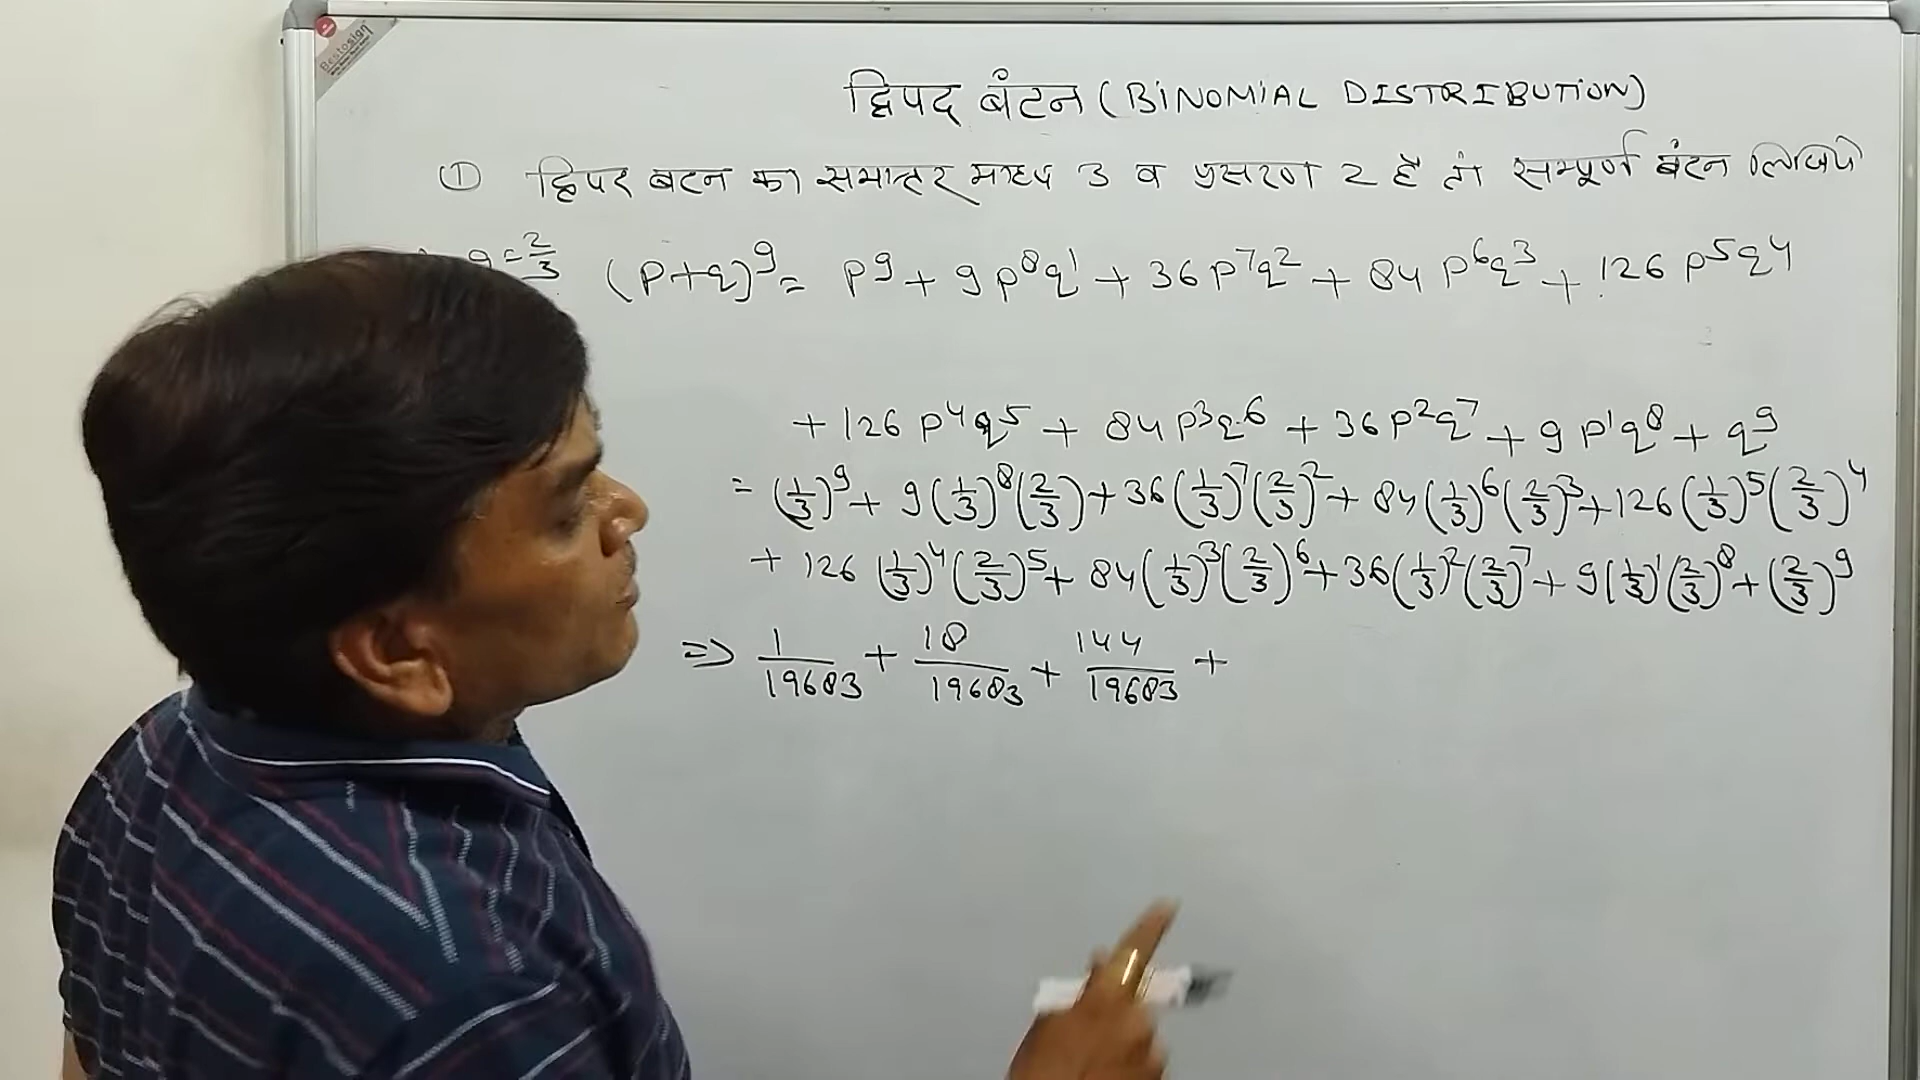 Bestosign
द्विपद बंटन (BINOMIAL DISTRIBUTION)
① द्विपद बटन का समान्तर माध्य 3 व प्रसरण 2 है तो सम्पूर्ण बंटन लिखिये
q = 2/3 (p+q)⁹ = p⁹ + 9p⁸q¹ + 36p⁷q² + 84p⁶q³ + 126p⁵q⁴
+ 126p⁴q⁵ + 84p³q⁶ + 36p²q⁷ + 9p¹q⁸ + q⁹
= (1/3)⁹ + 9(1/3)⁸(2/3) + 36(1/3)⁷(2/3)² + 84(1/3)⁶(2/3)³ + 126(1/3)⁵(2/3)⁴
+ 126(1/3)⁴(2/3)⁵ + 84(1/3)³(2/3)⁶ + 36(1/3)²(2/3)⁷ + 9(1/3)¹(2/3)⁸ + (2/3)⁹
⇒ 1/19683 + 18/19683 + 144/19683 +